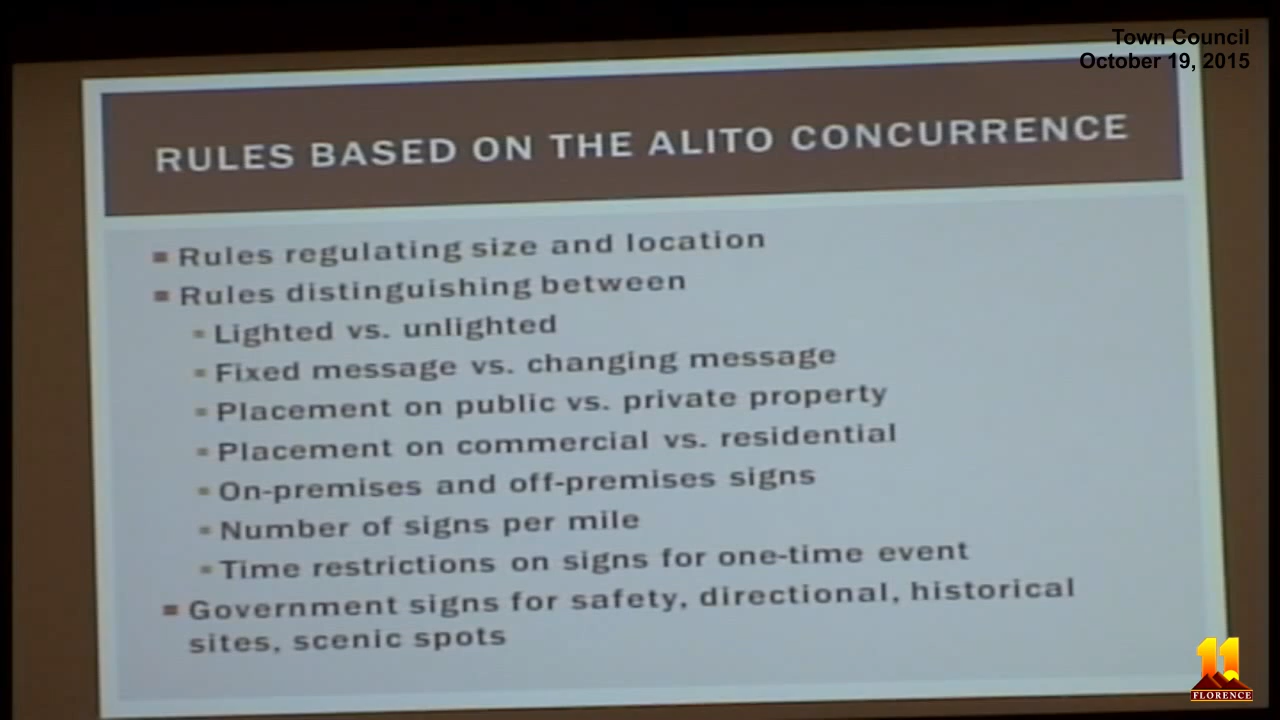 Town Council
October 19, 2015
RULES BASED ON THE ALITO CONCURRENCE
Rules regulating size and location
Rules distinguishing between
Lighted vs. unlighted
Fixed message vs. changing message
Placement on public vs. private property
Placement on commercial vs. residential
On-premises and off-premises signs
Number of signs per mile
Time restrictions on signs for one-time event
Government signs for safety, directional, historical
sites, scenic spots
11
FLORENCE